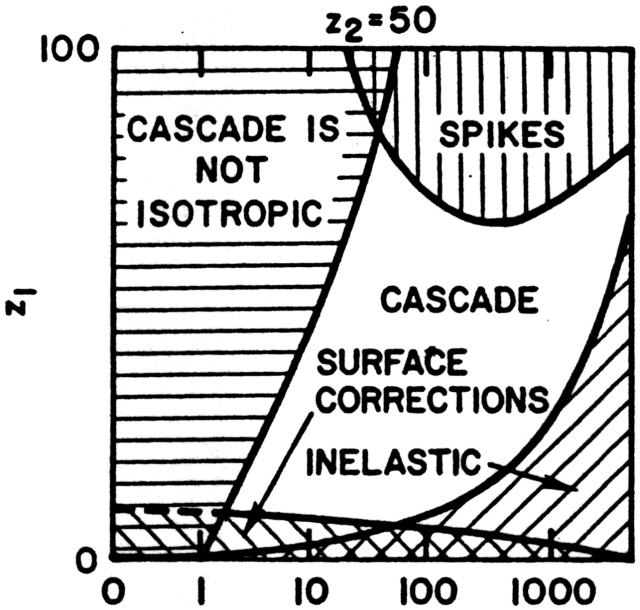 z2=50
100
CASCADE IS
NOT
ISOTROPIC
SPIKES
z1
CASCADE
SURFACE
CORRECTIONS
INELASTIC
0
0 1 10 100 1000